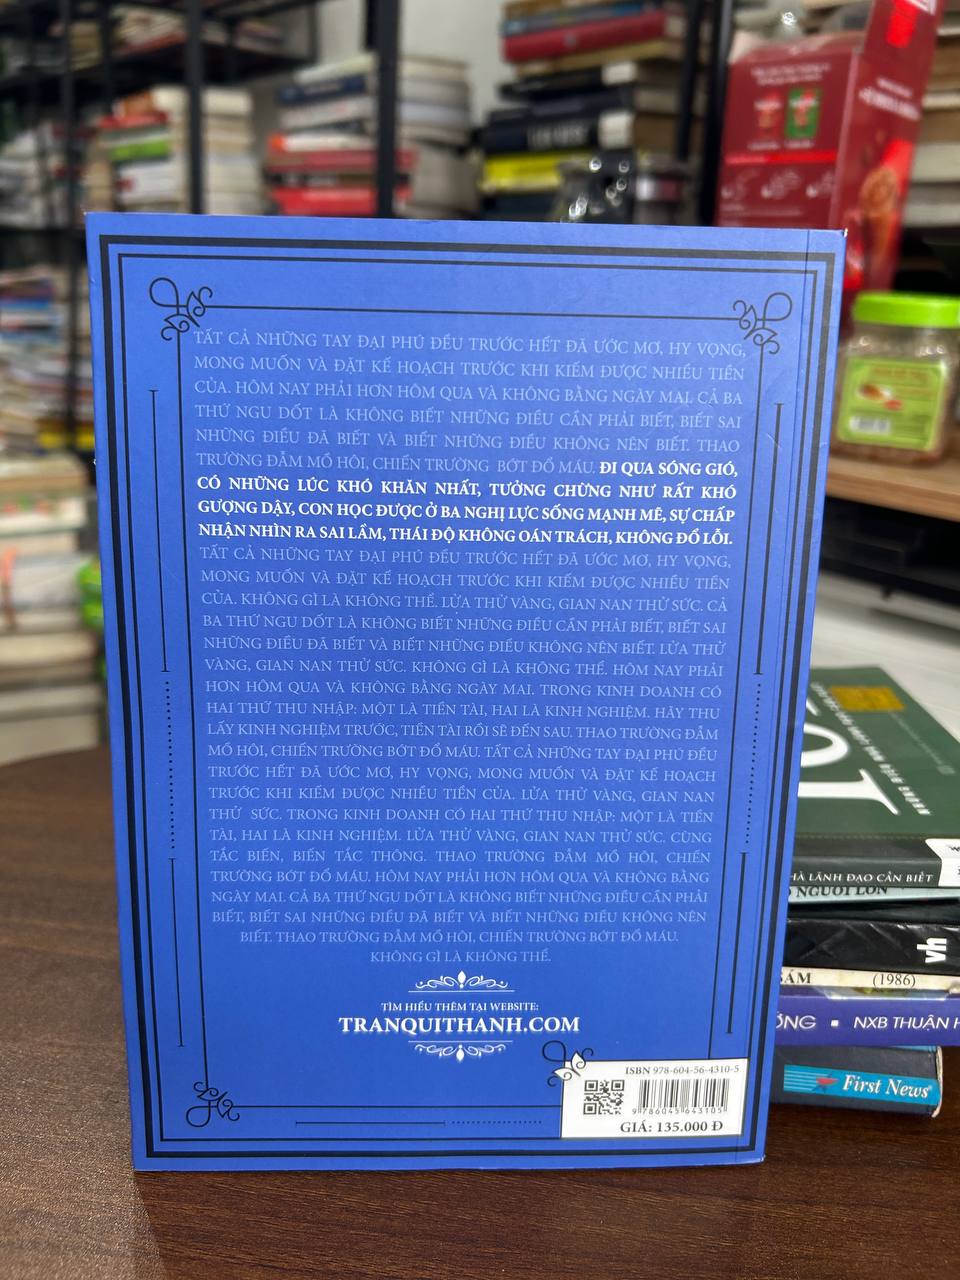 TẤT CẢ NHỮNG TAY ĐẠI PHÚ ĐỀU TRƯỚC HẾT ĐÃ ƯỚC MƠ, HY VỌNG,
MONG MUỐN VÀ ĐẶT KẾ HOẠCH TRƯỚC KHI KIẾM ĐƯỢC NHIỀU TIỀN
CỦA. HÔM NAY PHẢI HƠN HÔM QUA VÀ KHÔNG BẰNG NGÀY MAI. CẢ BA
THỨ NGU DỐT LÀ KHÔNG BIẾT NHỮNG ĐIỀU CẦN PHẢI BIẾT, BIẾT SAI
NHỮNG ĐIỀU ĐÃ BIẾT VÀ BIẾT NHỮNG ĐIỀU KHÔNG NÊN BIẾT. THAO
TRƯỜNG ĐẪM MỒ HÔI, CHIẾN TRƯỜNG BỚT ĐỔ MÁU. ĐI QUA SÓNG GIÓ,
CÓ NHỮNG LÚC KHÓ KHĂN NHẤT, TƯỞNG CHỪNG NHƯ RẤT KHÓ
GƯỢNG DẬY, CON HỌC ĐƯỢC Ở BA NGHỊ LỰC SỐNG MẠNH MẼ, SỰ CHẤP
NHẬN NHÌN RA SAI LẦM, THÁI ĐỘ KHÔNG OÁN TRÁCH, KHÔNG ĐỔ LỖI.
TẤT CẢ NHỮNG TAY ĐẠI PHÚ ĐỀU TRƯỚC HẾT ĐÃ ƯỚC MƠ, HY VỌNG,
MONG MUỐN VÀ ĐẶT KẾ HOẠCH TRƯỚC KHI KIẾM ĐƯỢC NHIỀU TIỀN
CỦA. KHÔNG GÌ LÀ KHÔNG THỂ. LỬA THỬ VÀNG, GIAN NAN THỬ SỨC. CẢ
BA THỨ NGU DỐT LÀ KHÔNG BIẾT NHỮNG ĐIỀU CẦN PHẢI BIẾT, BIẾT SAI
NHỮNG ĐIỀU ĐÃ BIẾT VÀ BIẾT NHỮNG ĐIỀU KHÔNG NÊN BIẾT. LỬA THỬ
VÀNG, GIAN NAN THỬ SỨC. KHÔNG GÌ LÀ KHÔNG THỂ. HÔM NAY PHẢI
HƠN HÔM QUA VÀ KHÔNG BẰNG NGÀY MAI. TRONG KINH DOANH CÓ
HAI THỨ THU NHẬP: MỘT LÀ TIỀN TÀI, HAI LÀ KINH NGHIỆM. HÃY THU
LẤY KINH NGHIỆM TRƯỚC, TIỀN TÀI RỒI SẼ ĐẾN SAU. THAO TRƯỜNG ĐẪM
MỒ HÔI, CHIẾN TRƯỜNG BỚT ĐỔ MÁU. TẤT CẢ NHỮNG TAY ĐẠI PHÚ ĐỀU
TRƯỚC HẾT ĐÃ ƯỚC MƠ, HY VỌNG, MONG MUỐN VÀ ĐẶT KẾ HOẠCH
TRƯỚC KHI KIẾM ĐƯỢC NHIỀU TIỀN CỦA. LỬA THỬ VÀNG, GIAN NAN
THỬ SỨC. TRONG KINH DOANH CÓ HAI THỨ THU NHẬP: MỘT LÀ TIỀN
TÀI, HAI LÀ KINH NGHIỆM. LỬA THỬ VÀNG, GIAN NAN THỬ SỨC. CÙNG
TẮC BIẾN, BIẾN TẮC THÔNG. THAO TRƯỜNG ĐẪM MỒ HÔI, CHIẾN
TRƯỜNG BỚT ĐỔ MÁU. HÔM NAY PHẢI HƠN HÔM QUA VÀ KHÔNG BẰNG
NGÀY MAI. CẢ BA THỨ NGU DỐT LÀ KHÔNG BIẾT NHỮNG ĐIỀU CẦN PHẢI
BIẾT, BIẾT SAI NHỮNG ĐIỀU ĐÃ BIẾT VÀ BIẾT NHỮNG ĐIỀU KHÔNG NÊN
BIẾT. THAO TRƯỜNG ĐẪM MỒ HÔI, CHIẾN TRƯỜNG BỚT ĐỔ MÁU.
KHÔNG GÌ LÀ KHÔNG THỂ.
TÌM HIỂU THÊM TẠI WEBSITE:
TRANQUITHANH.COM
ISBN 978-604-56-4310-5
9 786045 643105
GIÁ: 135.000 Đ
LÃNH ĐẠO CẦN BIẾT
NGƯỜI LỚN
vh
SÁM (1986)
NXB THUẬN H
First News